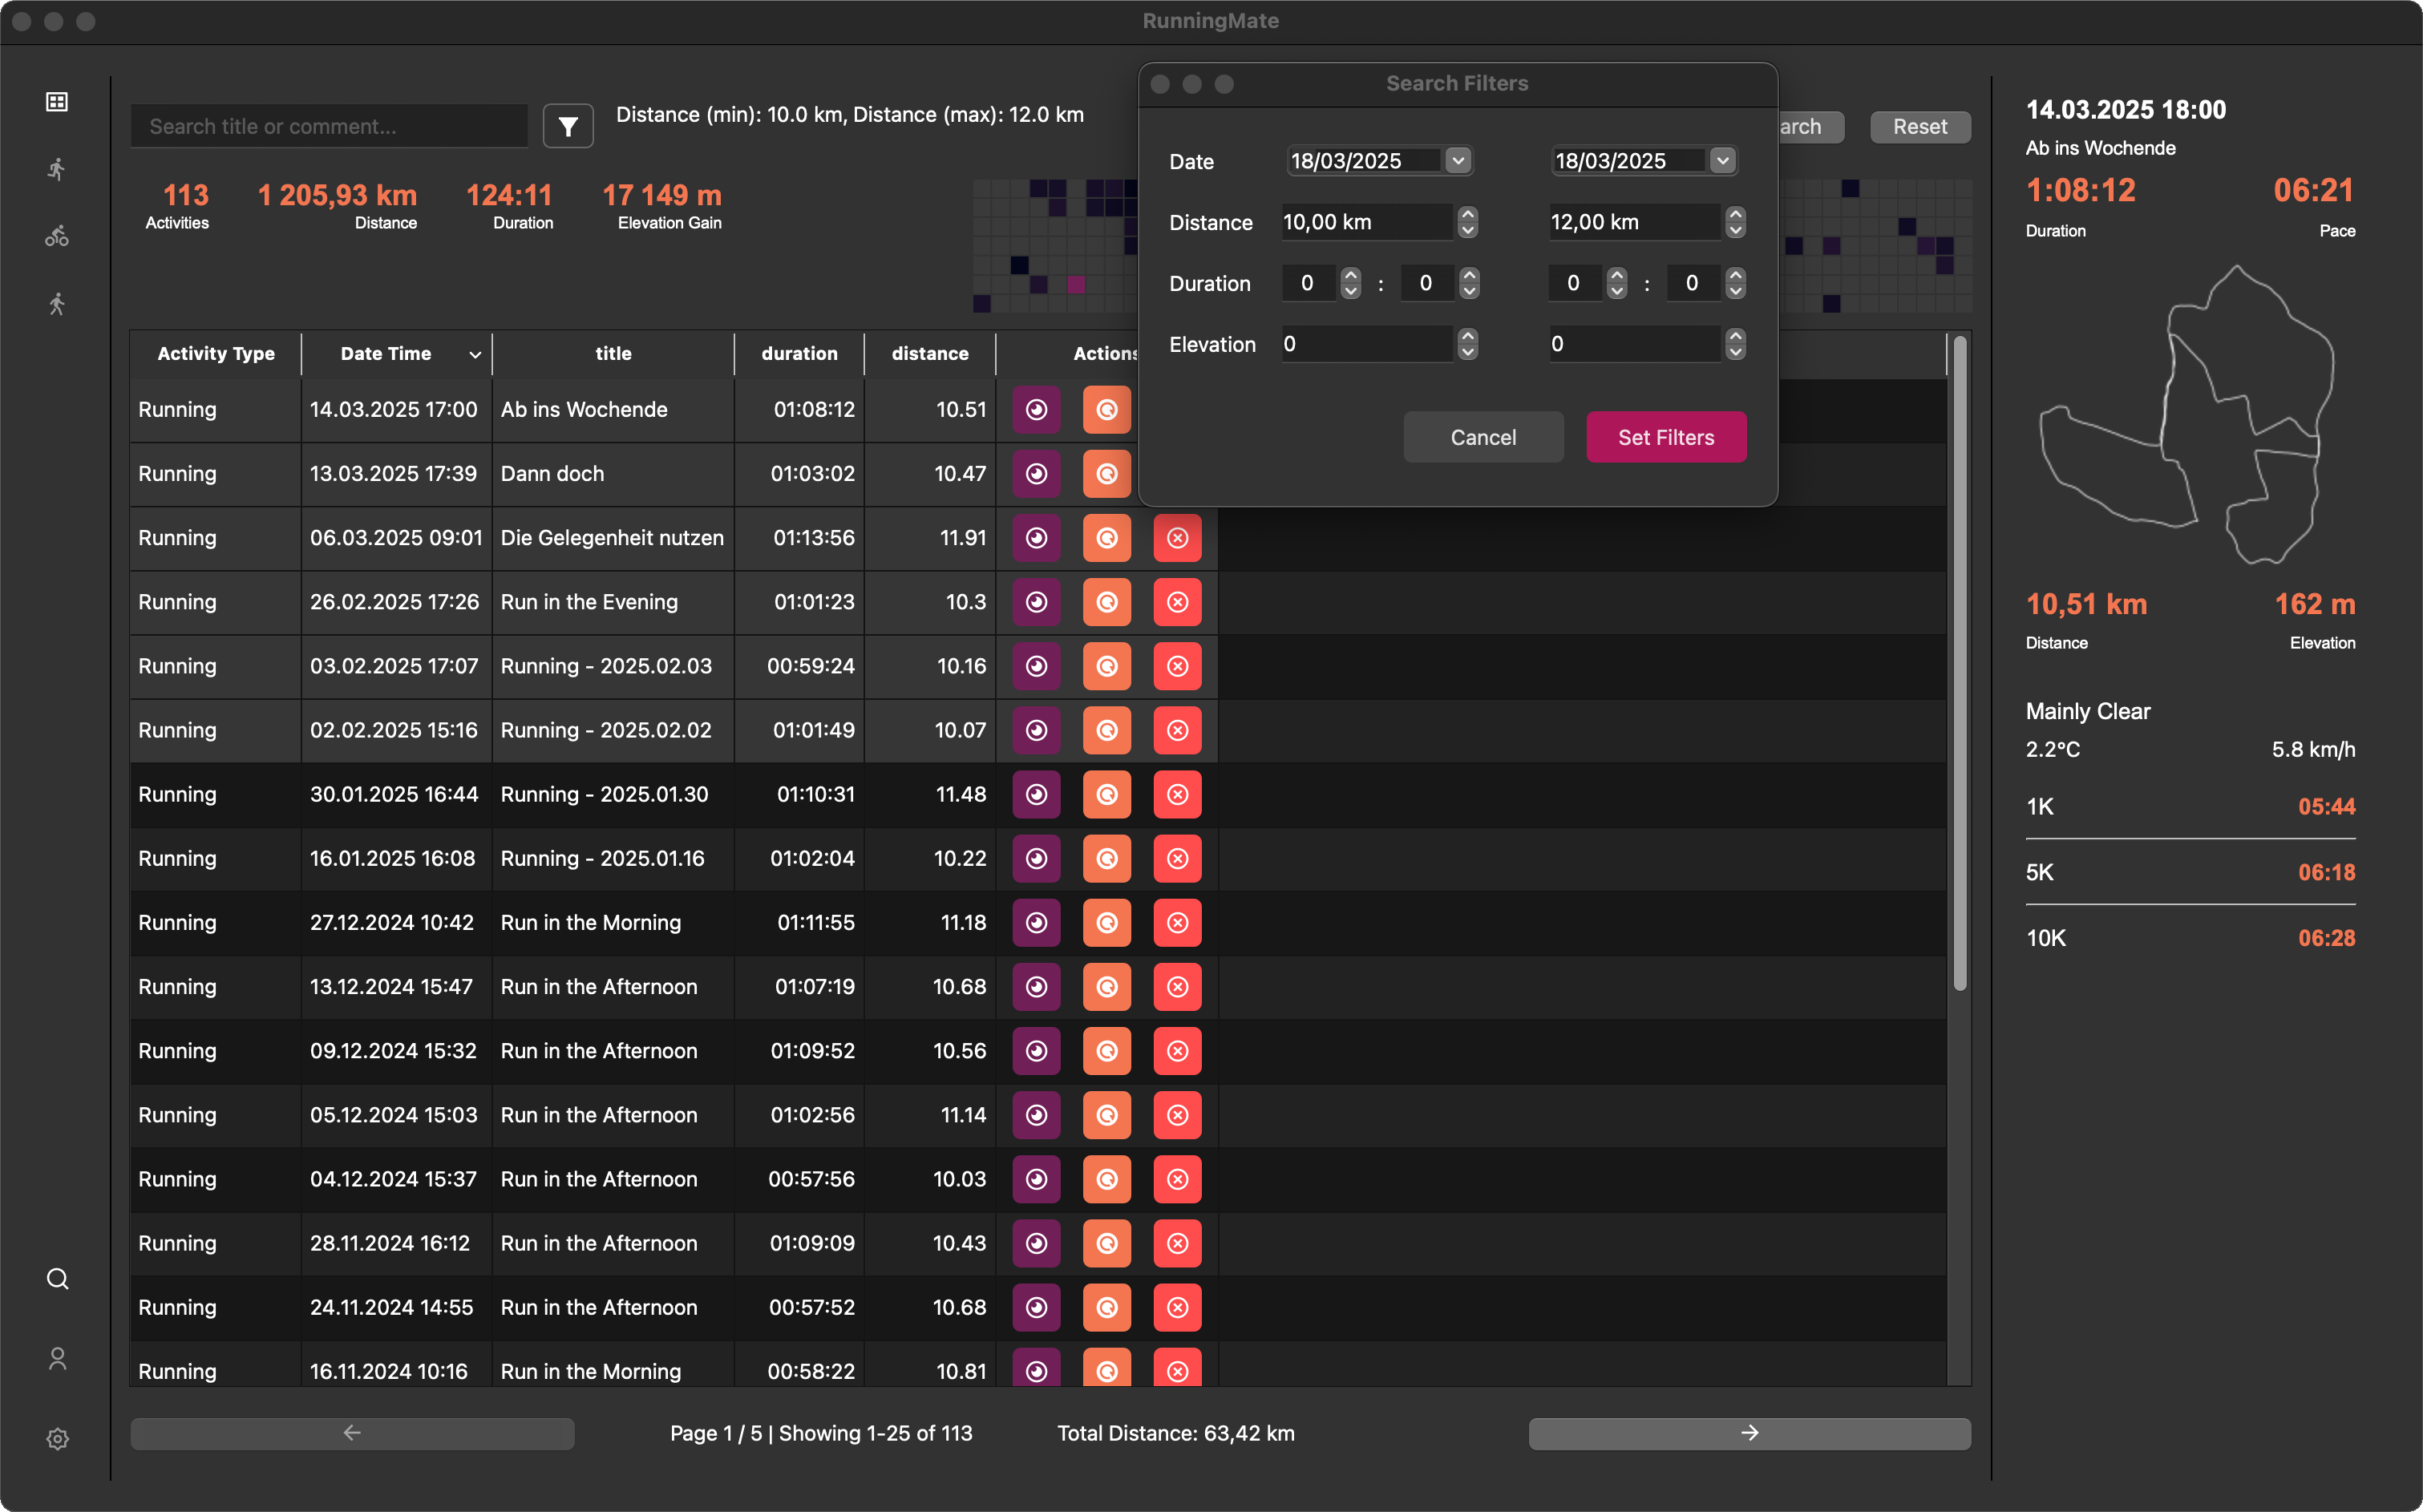 RunningMate
Search title or comment...
Distance (min): 10.0 km, Distance (max): 12.0 km
Reset
113
Activities
1 205,93 km
Distance
124:11
Duration
17 149 m
Elevation Gain
Search Filters
Date 18/03/2025 18/03/2025
Distance 10,00 km 12,00 km
Duration 0 : 0 0 : 0
Elevation 0 0
Cancel Set Filters
Activity Type Date Time title duration distance Actions
Running 14.03.2025 17:00 Ab ins Wochende 01:08:12 10.51
Running 13.03.2025 17:39 Dann doch 01:03:02 10.47
Running 06.03.2025 09:01 Die Gelegenheit nutzen 01:13:56 11.91
Running 26.02.2025 17:26 Run in the Evening 01:01:23 10.3
Running 03.02.2025 17:07 Running - 2025.02.03 00:59:24 10.16
Running 02.02.2025 15:16 Running - 2025.02.02 01:01:49 10.07
Running 30.01.2025 16:44 Running - 2025.01.30 01:10:31 11.48
Running 16.01.2025 16:08 Running - 2025.01.16 01:02:04 10.22
Running 27.12.2024 10:42 Run in the Morning 01:11:55 11.18
Running 13.12.2024 15:47 Run in the Afternoon 01:07:19 10.68
Running 09.12.2024 15:32 Run in the Afternoon 01:09:52 10.56
Running 05.12.2024 15:03 Run in the Afternoon 01:02:56 11.14
Running 04.12.2024 15:37 Run in the Afternoon 00:57:56 10.03
Running 28.11.2024 16:12 Run in the Afternoon 01:09:09 10.43
Running 24.11.2024 14:55 Run in the Afternoon 00:57:52 10.68
Running 16.11.2024 10:16 Run in the Morning 00:58:22 10.81
Page 1 / 5 | Showing 1-25 of 113 Total Distance: 63,42 km
14.03.2025 18:00
Ab ins Wochende
1:08:12 06:21
Duration Pace
10,51 km 162 m
Distance Elevation
Mainly Clear
2.2°C 5.8 km/h
1K 05:44
5K 06:18
10K 06:28